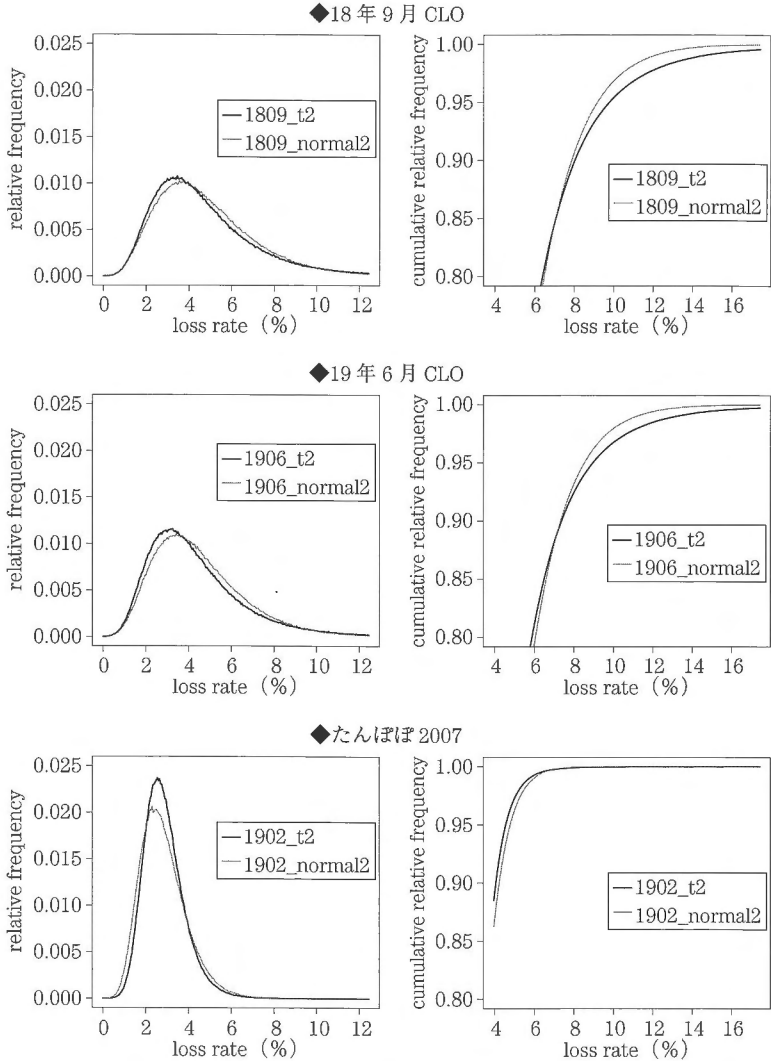 ◆18年9月 CLO
relative frequency
0.025
0.020
0.015
0.010
0.005
0.000
1809_t2
1809_normal2
0 2 4 6 8 10 12
loss rate (%)
cumulative relative frequency
1.00
0.95
0.90
0.85
0.80
1809_t2
1809_normal2
4 6 8 10 12 14 16
loss rate (%)
◆19年6月 CLO
relative frequency
0.025
0.020
0.015
0.010
0.005
0.000
1906_t2
1906_normal2
0 2 4 6 8 10 12
loss rate (%)
cumulative relative frequency
1.00
0.95
0.90
0.85
0.80
1906_t2
1906_normal2
4 6 8 10 12 14 16
loss rate (%)
◆たんぽぽ2007
relative frequency
0.025
0.020
0.015
0.010
0.005
0.000
1902_t2
1902_normal2
0 2 4 6 8 10 12
loss rate (%)
cumulative relative frequency
1.00
0.95
0.90
0.85
0.80
1902_t2
1902_normal2
4 6 8 10 12 14 16
loss rate (%)